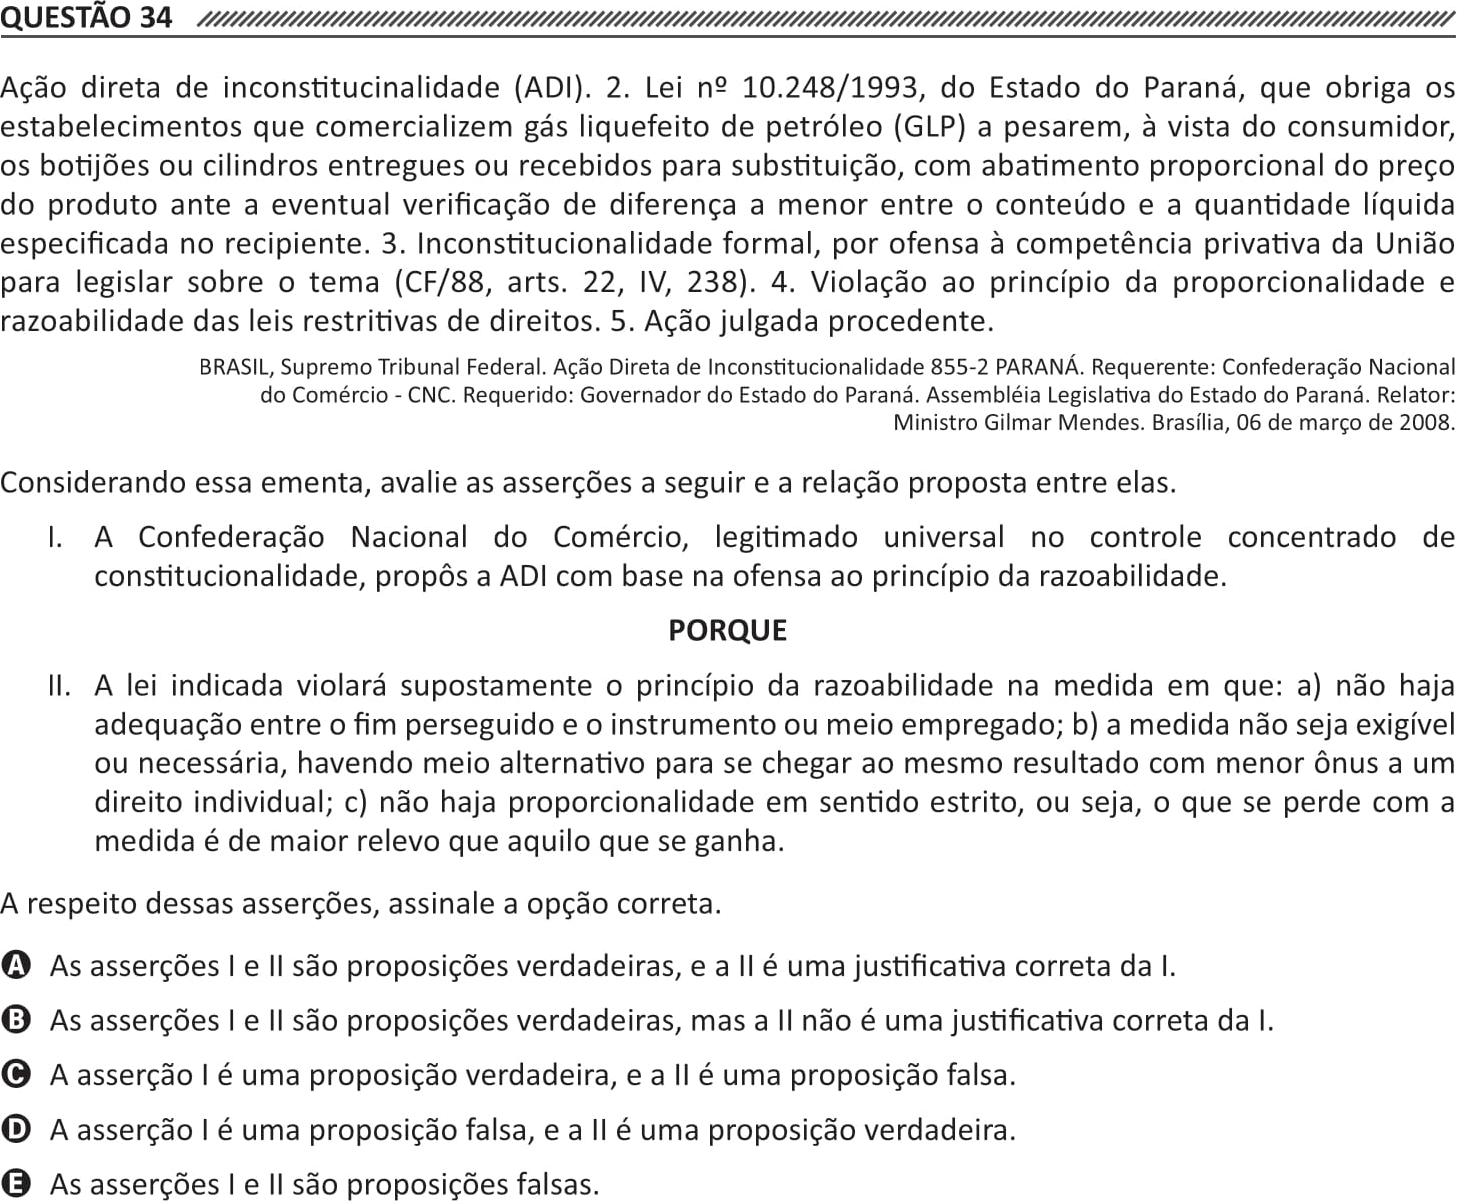 QUESTÃO 34
Ação direta de inconstitucinalidade (ADI). 2. Lei nº 10.248/1993, do Estado do Paraná, que obriga os
estabelecimentos que comercializem gás liquefeito de petróleo (GLP) a pesarem, à vista do consumidor,
os botijões ou cilindros entregues ou recebidos para substituição, com abatimento proporcional do preço
do produto ante a eventual verificação de diferença a menor entre o conteúdo e a quantidade líquida
especificada no recipiente. 3. Inconstitucionalidade formal, por ofensa à competência privativa da União
para legislar sobre o tema (CF/88, arts. 22, IV, 238). 4. Violação ao princípio da proporcionalidade e
razoabilidade das leis restritivas de direitos. 5. Ação julgada procedente.
BRASIL, Supremo Tribunal Federal. Ação Direta de Inconstitucionalidade 855-2 PARANÁ. Requerente: Confederação Nacional
do Comércio - CNC. Requerido: Governador do Estado do Paraná. Assembléia Legislativa do Estado do Paraná. Relator:
Ministro Gilmar Mendes. Brasília, 06 de março de 2008.
Considerando essa ementa, avalie as asserções a seguir e a relação proposta entre elas.
I. A Confederação Nacional do Comércio, legitimado universal no controle concentrado de
constitucionalidade, propôs a ADI com base na ofensa ao princípio da razoabilidade.
PORQUE
II. A lei indicada violará supostamente o princípio da razoabilidade na medida em que: a) não haja
adequação entre o fim perseguido e o instrumento ou meio empregado; b) a medida não seja exigível
ou necessária, havendo meio alternativo para se chegar ao mesmo resultado com menor ônus a um
direito individual; c) não haja proporcionalidade em sentido estrito, ou seja, o que se perde com a
medida é de maior relevo que aquilo que se ganha.
A respeito dessas asserções, assinale a opção correta.
A As asserções I e II são proposições verdadeiras, e a II é uma justificativa correta da I.
B As asserções I e II são proposições verdadeiras, mas a II não é uma justificativa correta da I.
C A asserção I é uma proposição verdadeira, e a II é uma proposição falsa.
D A asserção I é uma proposição falsa, e a II é uma proposição verdadeira.
E As asserções I e II são proposições falsas.